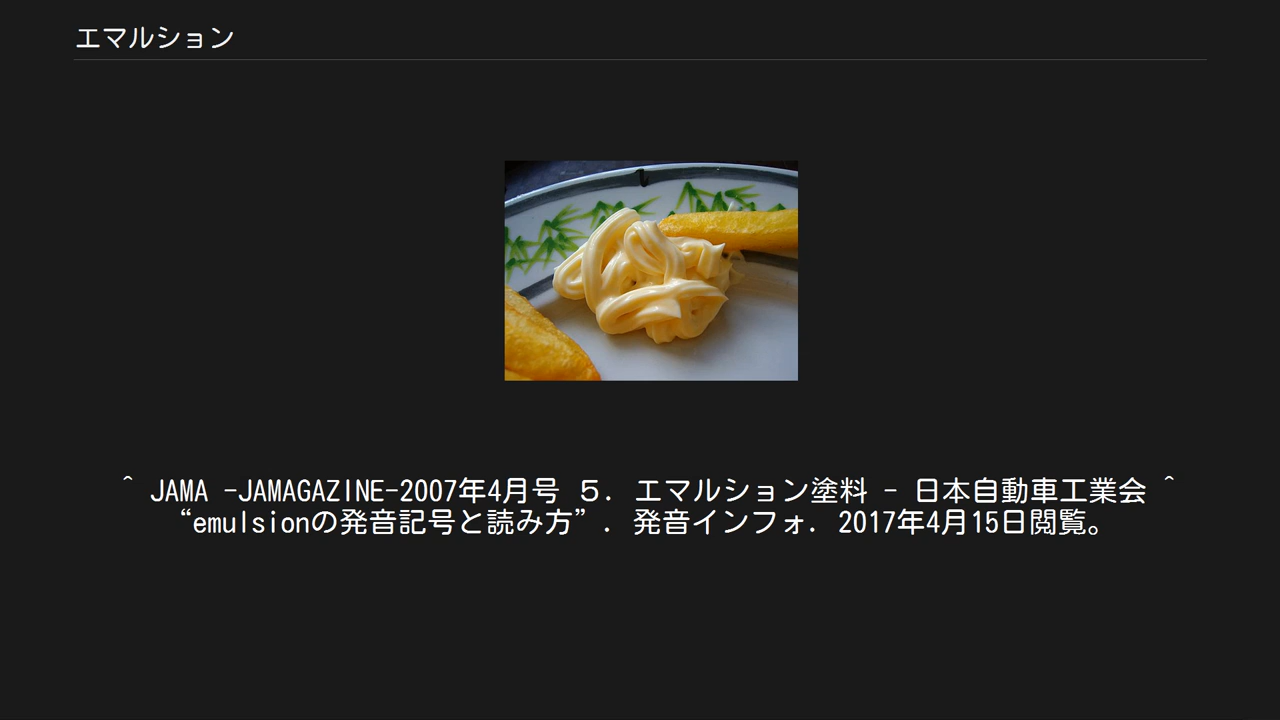 エマルション
^ JAMA -JAMAGAZINE-2007年4月号 ５． エマルション塗料 - 日本自動車工業会 ^
“emulsionの発音記号と読み方”． 発音インフォ． 2017年4月15日閲覧。